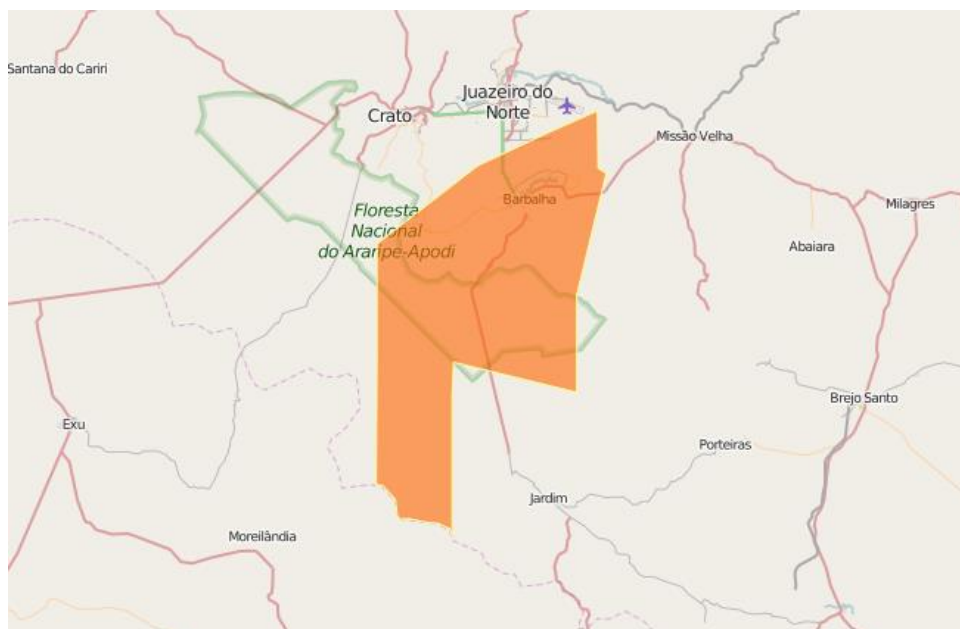 Santana do Cariri
Juazeiro do
Norte
Crato
Missão Velha
Barbalha
Milagres
Floresta
Nacional
do Araripe-Apodi
Abaiara
Brejo Santo
Exu
Porteiras
Jardim
Moreilândia